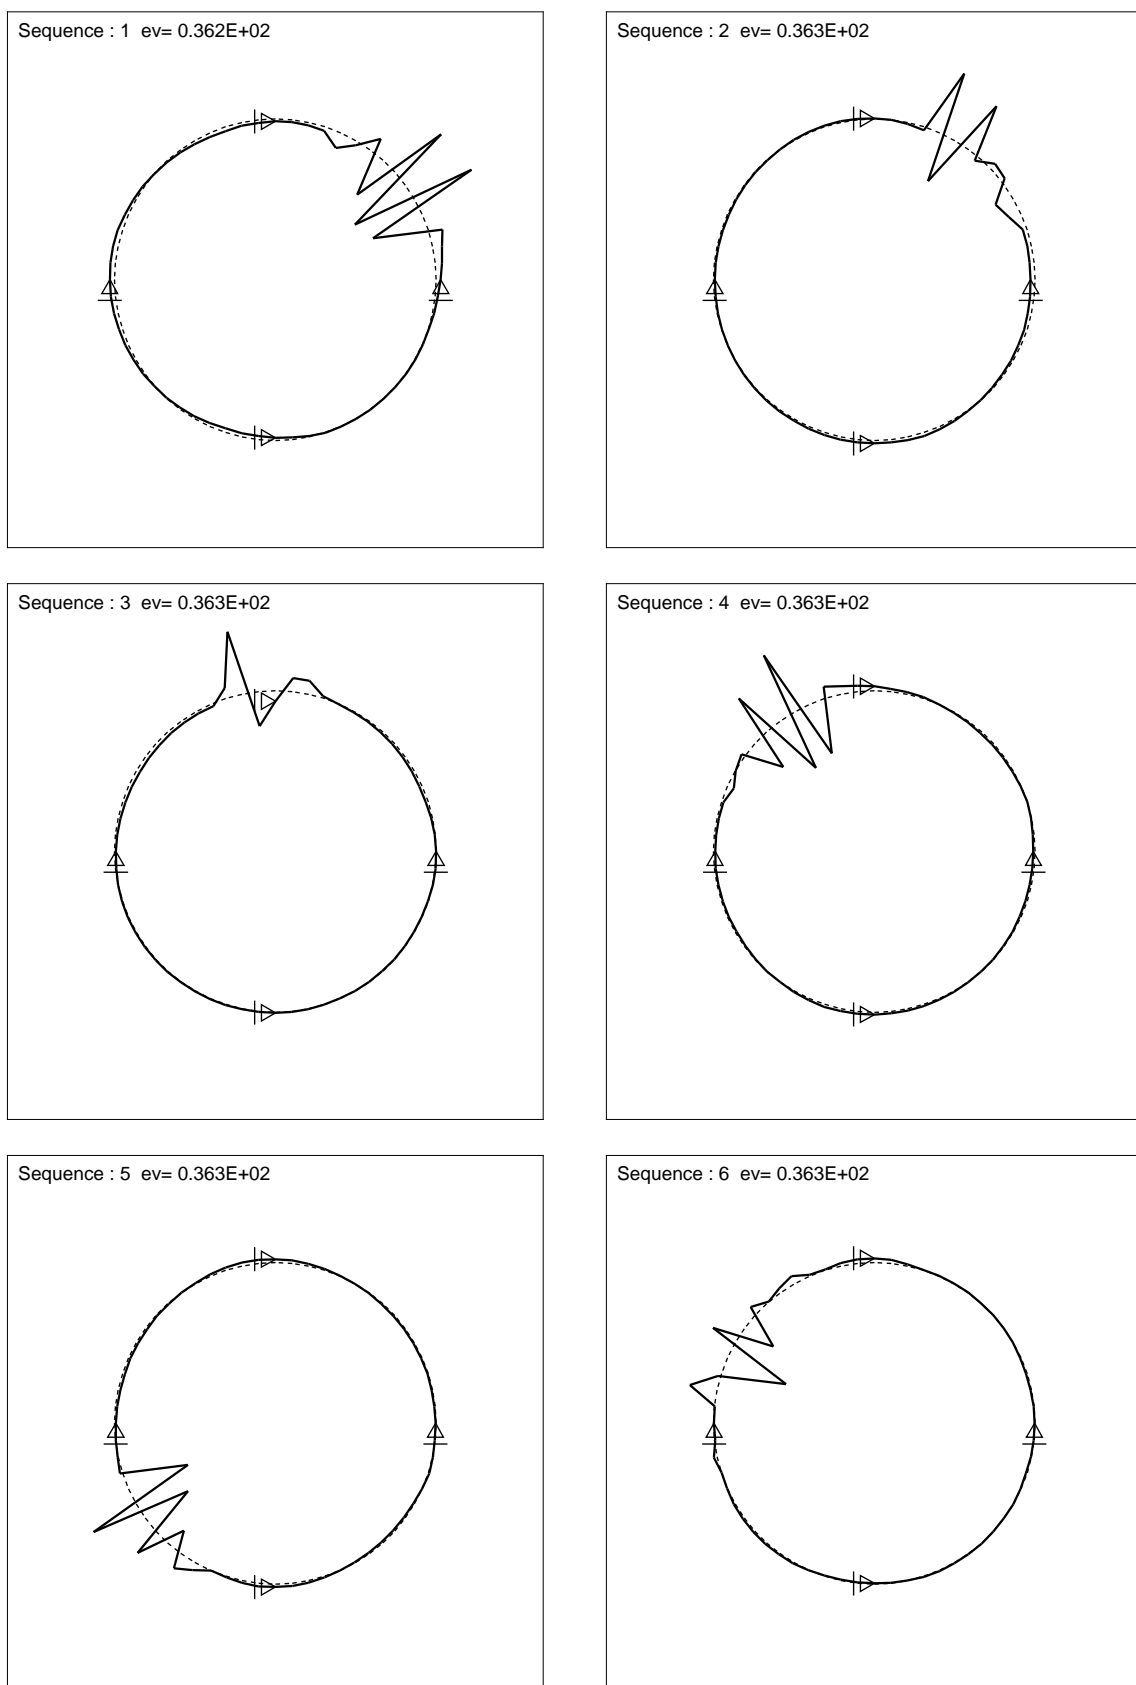 Sequence : 1  ev= 0.362E+02
Sequence : 2  ev= 0.363E+02
Sequence : 3  ev= 0.363E+02
Sequence : 4  ev= 0.363E+02
Sequence : 5  ev= 0.363E+02
Sequence : 6  ev= 0.363E+02